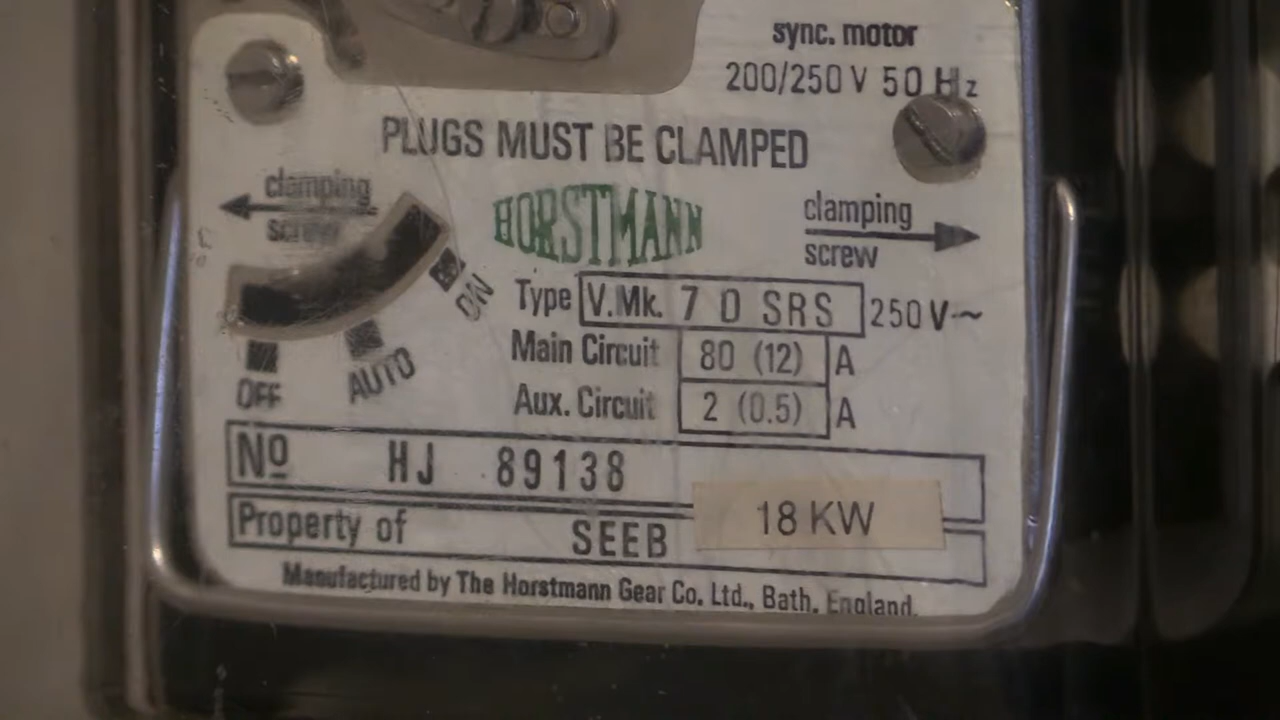 sync. motor
200/250 V 50 Hz
PLUGS MUST BE CLAMPED
clamping
screw
HORSTMANN
clamping
screw
ON
AUTO
OFF
Type V.Mk. 7 D SRS 250 V~
Main Circuit 80 (12) A
Aux. Circuit 2 (0.5) A
Nº HJ 89138
18 KW
Property of SEEB
Manufactured by The Horstmann Gear Co. Ltd., Bath, England.